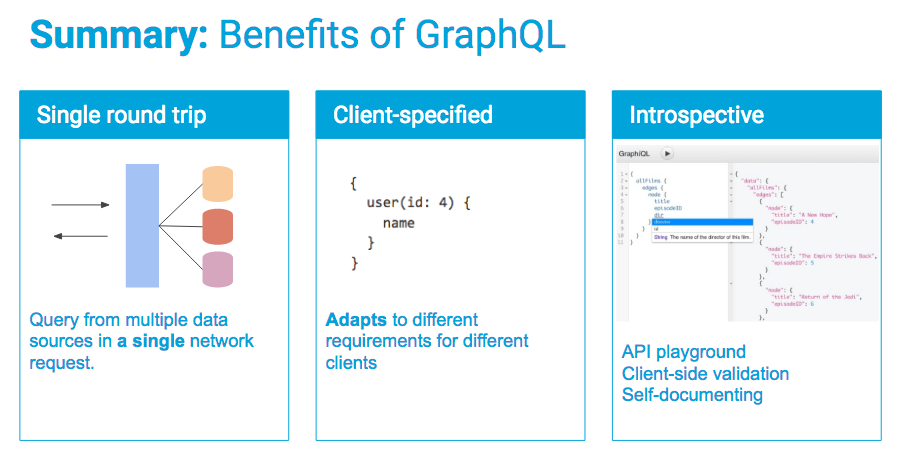 Summary: Benefits of GraphQL
Single round trip
Query from multiple data
sources in a single network
request.
Client-specified
{
user(id: 4) {
name
}
}
Adapts to different
requirements for different
clients
Introspective
GraphiQL
1 {
2 allFilms {
3 edges {
4 node {
5 title
6 episodeID
7 dir
8 director
9 id
10 }
String The name of the director of this film.
11 }
{
"data": {
"allFilms": {
"edges": [
{
"node": {
"title": "A New Hope",
"episodeID": 4
}
},
{
"node": {
"title": "The Empire Strikes Back",
"episodeID": 5
}
},
{
"node": {
"title": "Return of the Jedi",
"episodeID": 6
}
},
API playground
Client-side validation
Self-documenting